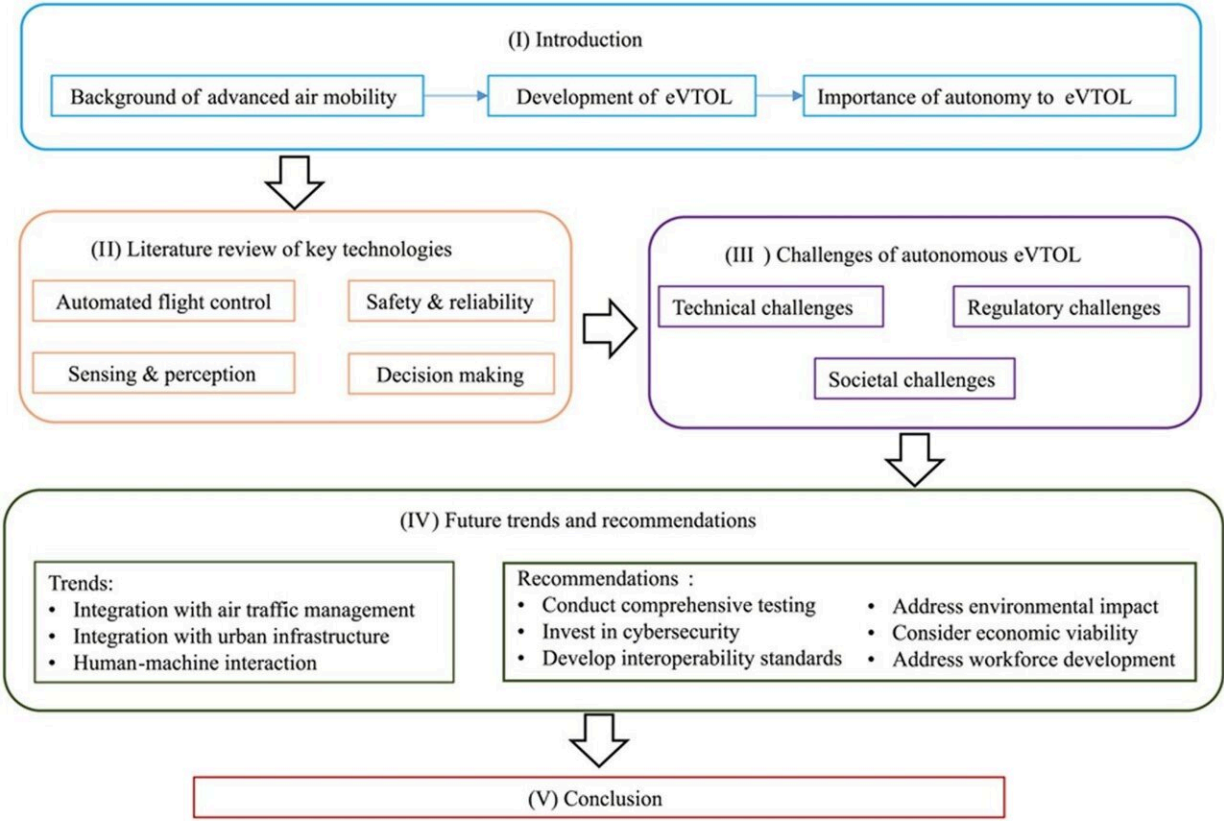 (I) Introduction
Background of advanced air mobility
Development of eVTOL
Importance of autonomy to eVTOL
(II) Literature review of key technologies
Automated flight control
Safety & reliability
Sensing & perception
Decision making
(III ) Challenges of autonomous eVTOL
Technical challenges
Regulatory challenges
Societal challenges
(IV) Future trends and recommendations
Trends:
• Integration with air traffic management
• Integration with urban infrastructure
• Human-machine interaction
Recommendations :
• Conduct comprehensive testing
• Invest in cybersecurity
• Develop interoperability standards
• Address environmental impact
• Consider economic viability
• Address workforce development
(V) Conclusion